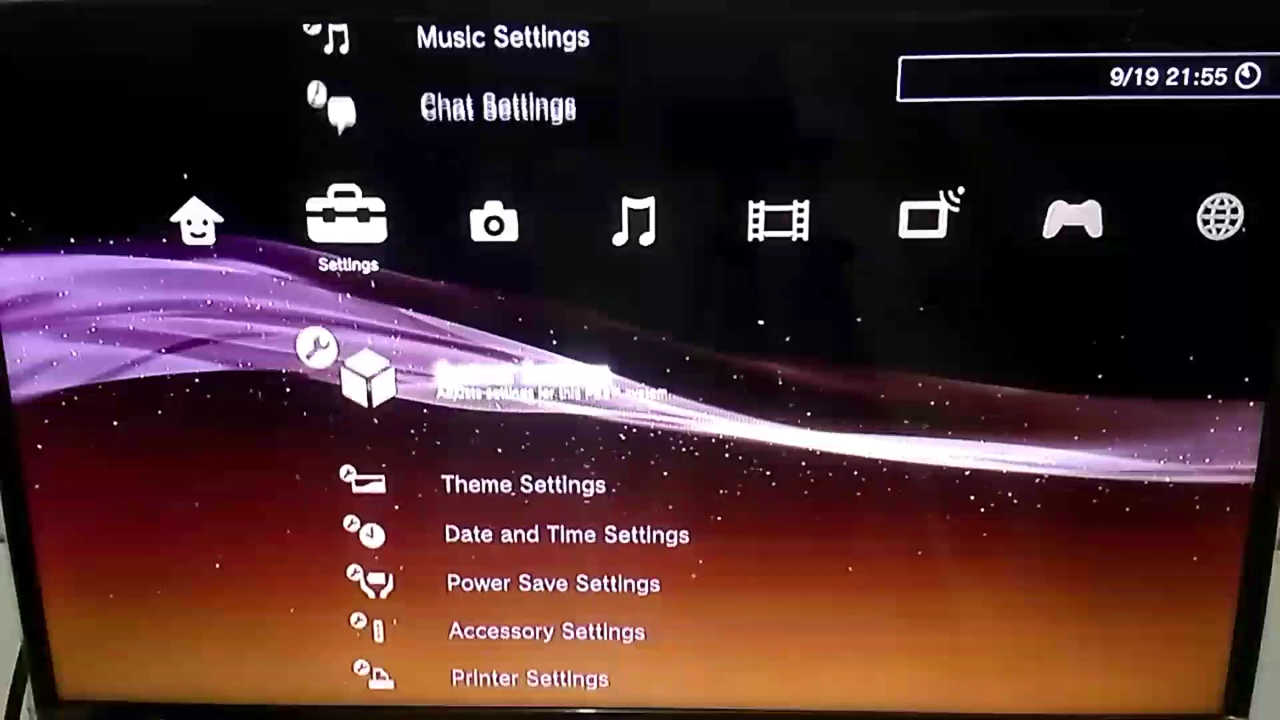 Music Settings
9/19 21:55
Chat Settings
Settings
Theme Settings
Date and Time Settings
Power Save Settings
Accessory Settings
Printer Settings